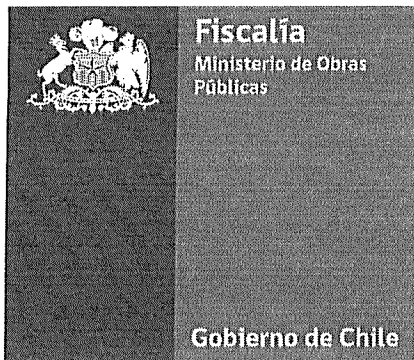 Fiscalía
Ministerio de Obras
Públicas
Gobierno de Chile